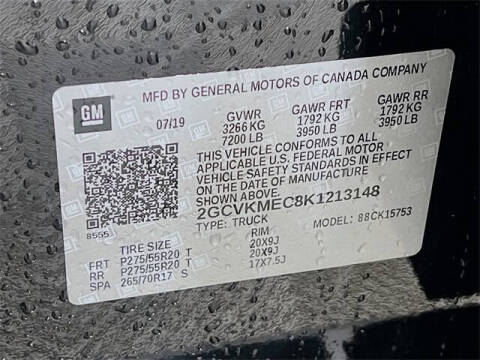 MFD BY GENERAL MOTORS OF CANADA COMPANY
GM
07/19 GVWR GAWR FRT GAWR RR
3266 KG 1792 KG 1792 KG
7200 LB 3950 LB 3950 LB
THIS VEHICLE CONFORMS TO ALL
APPLICABLE U.S. FEDERAL MOTOR
VEHICLE SAFETY STANDARDS IN EFFECT
ON THE DATE OF MANUFACTURE
SHOWN ABOVE.
2GCVKMEC8K1213148
8555 TYPE: TRUCK MODEL: 88CK15753
TIRE SIZE RIM
FRT P275/55R20 T 20X9J
RR P275/55R20 T 20X9J
SPA 265/70R17 S 17X7.5J